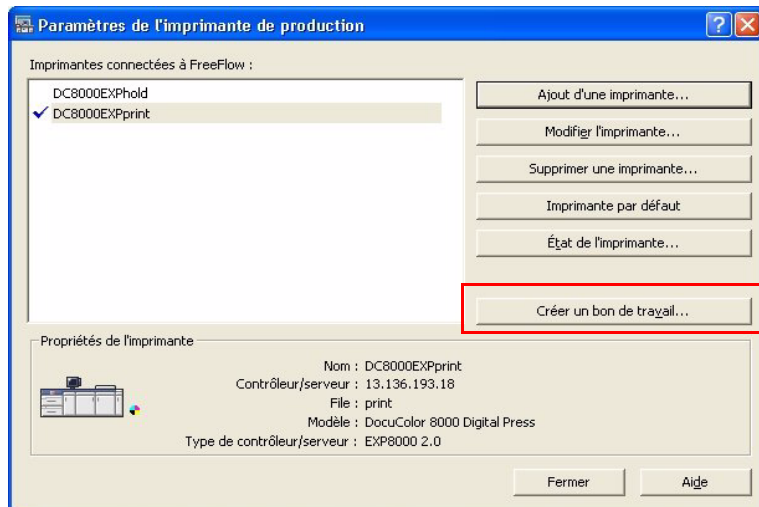 Paramètres de l'imprimante de production
Imprimantes connectées à FreeFlow :
DC8000EXPhold
DC8000EXPprint
Ajout d'une imprimante...
Modifier l'imprimante...
Supprimer une imprimante...
Imprimante par défaut
État de l'imprimante...
Créer un bon de travail...
Propriétés de l'imprimante
Nom : DC8000EXPprint
Contrôleur/serveur : 13.136.193.18
File : print
Modèle : DocuColor 8000 Digital Press
Type de contrôleur/serveur : EXP8000 2.0
Fermer
Aide